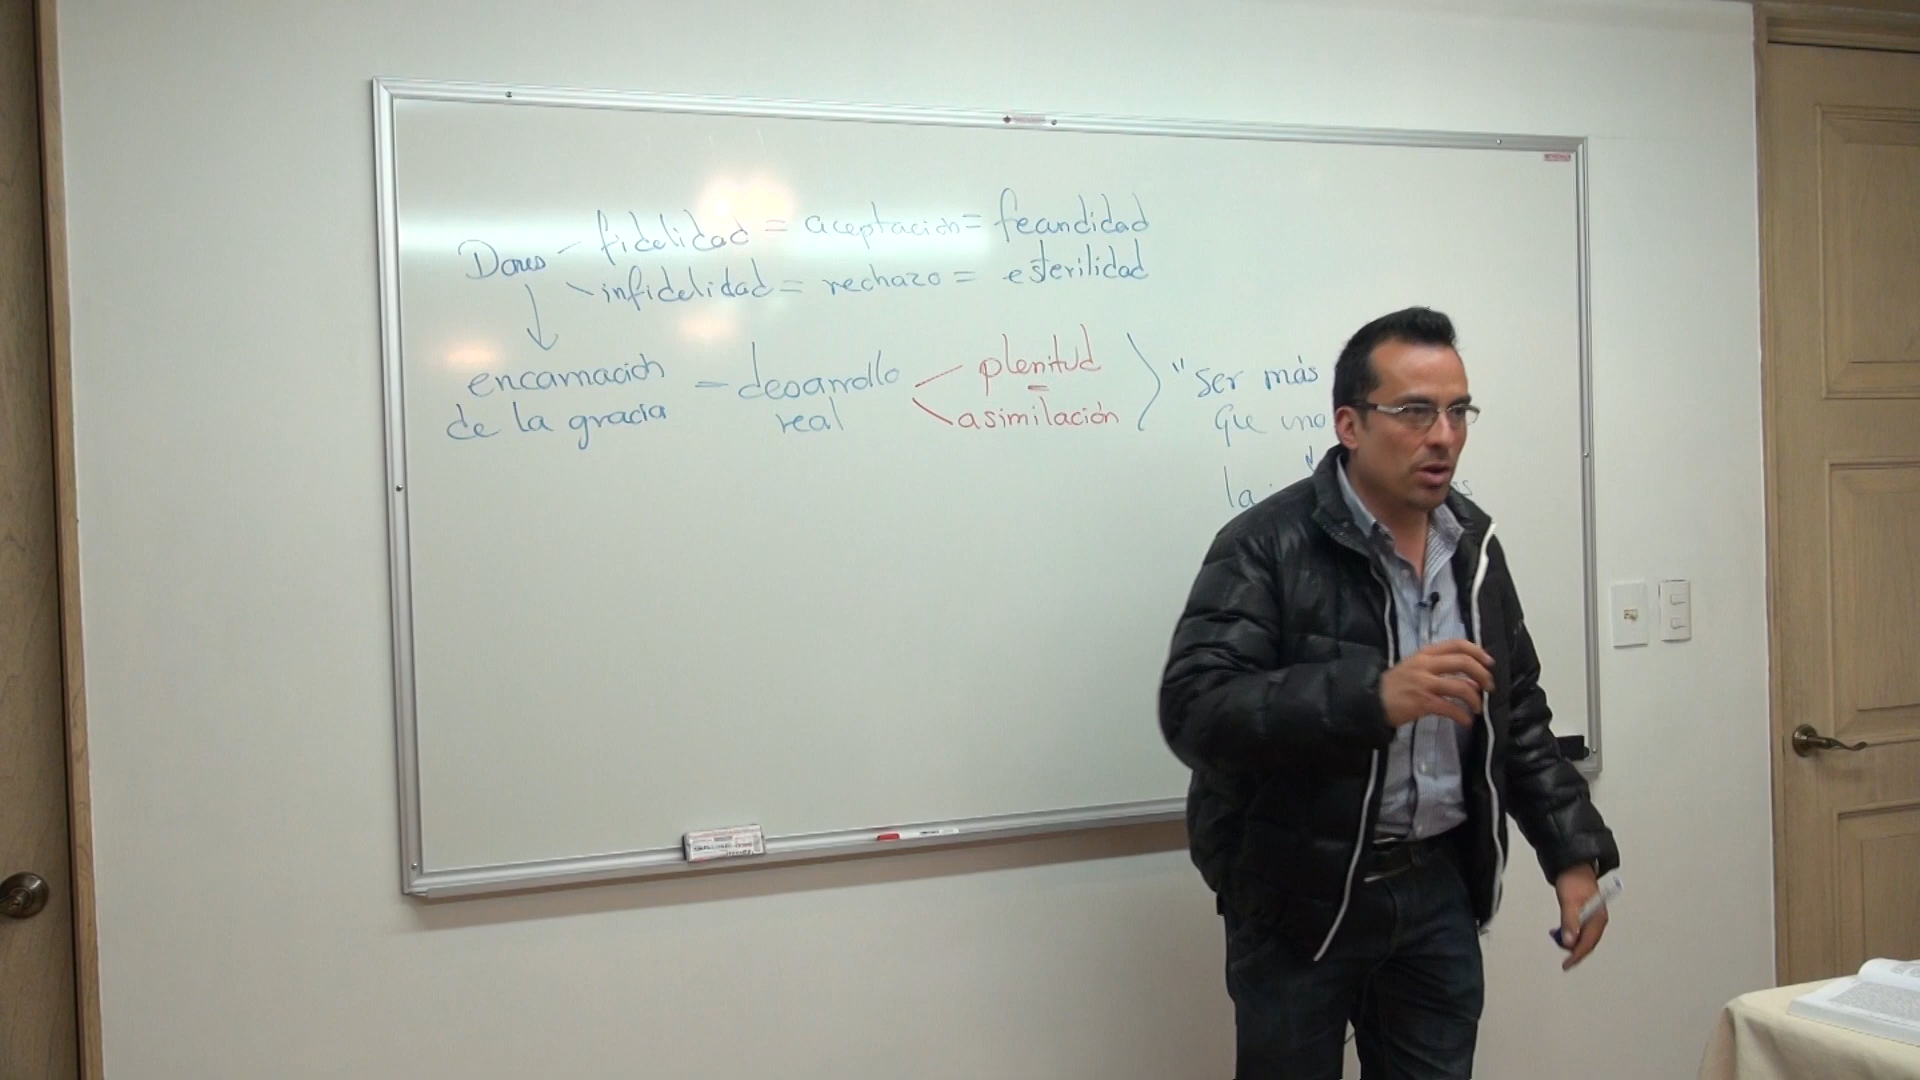 fidelidad = aceptación = fecundidad
Dones
infidelidad = rechazo = esterilidad
encarnación - desarrollo
de la gracia real
plenitud
=
asimilación
"ser más
que uno
la